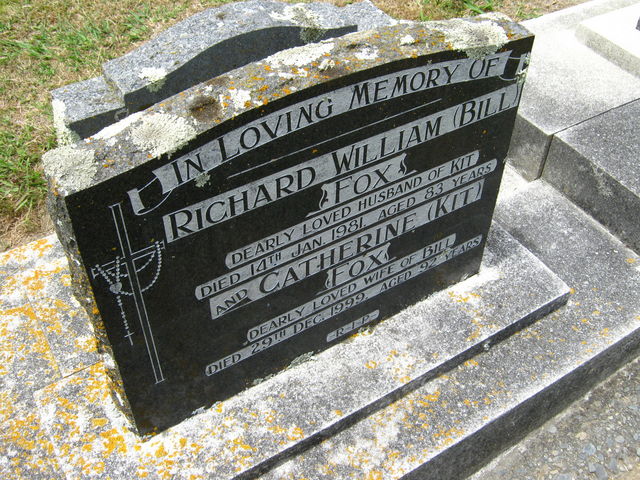 IN LOVING MEMORY OF
RICHARD WILLIAM (BILL)
FOX
DEARLY LOVED HUSBAND OF KIT
DIED 14TH JAN. 1981, AGED 83 YEARS
AND CATHERINE (KIT)
FOX
DEARLY LOVED WIFE OF BILL
DIED 29TH DEC. 1999, AGED 92 YEARS
R·I·P